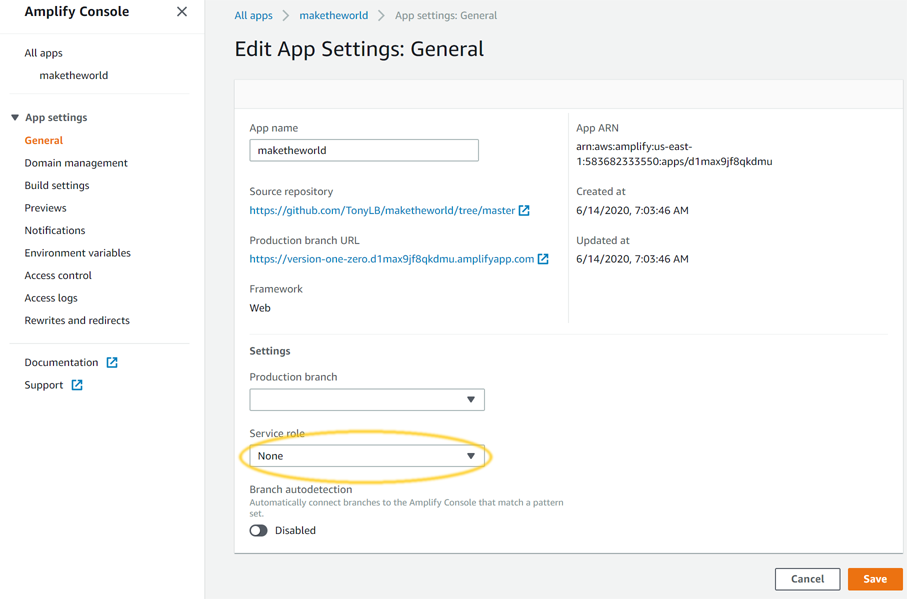 Amplify Console
All apps
maketheworld
App settings
General
Domain management
Build settings
Previews
Notifications
Environment variables
Access control
Access logs
Rewrites and redirects
Documentation
Support
All apps > maketheworld > App settings: General
Edit App Settings: General
App name
maketheworld
Source repository
https://github.com/TonyLB/maketheworld/tree/master
Production branch URL
https://version-one-zero.d1max9jf8qkdmu.amplifyapp.com
Framework
Web
App ARN
arn:aws:amplify:us-east-
1:583682333550:apps/d1max9jf8qkdmu
Created at
6/14/2020, 7:03:46 AM
Updated at
6/14/2020, 7:03:46 AM
Settings
Production branch
Service role
None
Branch autodetection
Automatically connect branches to the Amplify Console that match a pattern
set.
Disabled
Cancel
Save